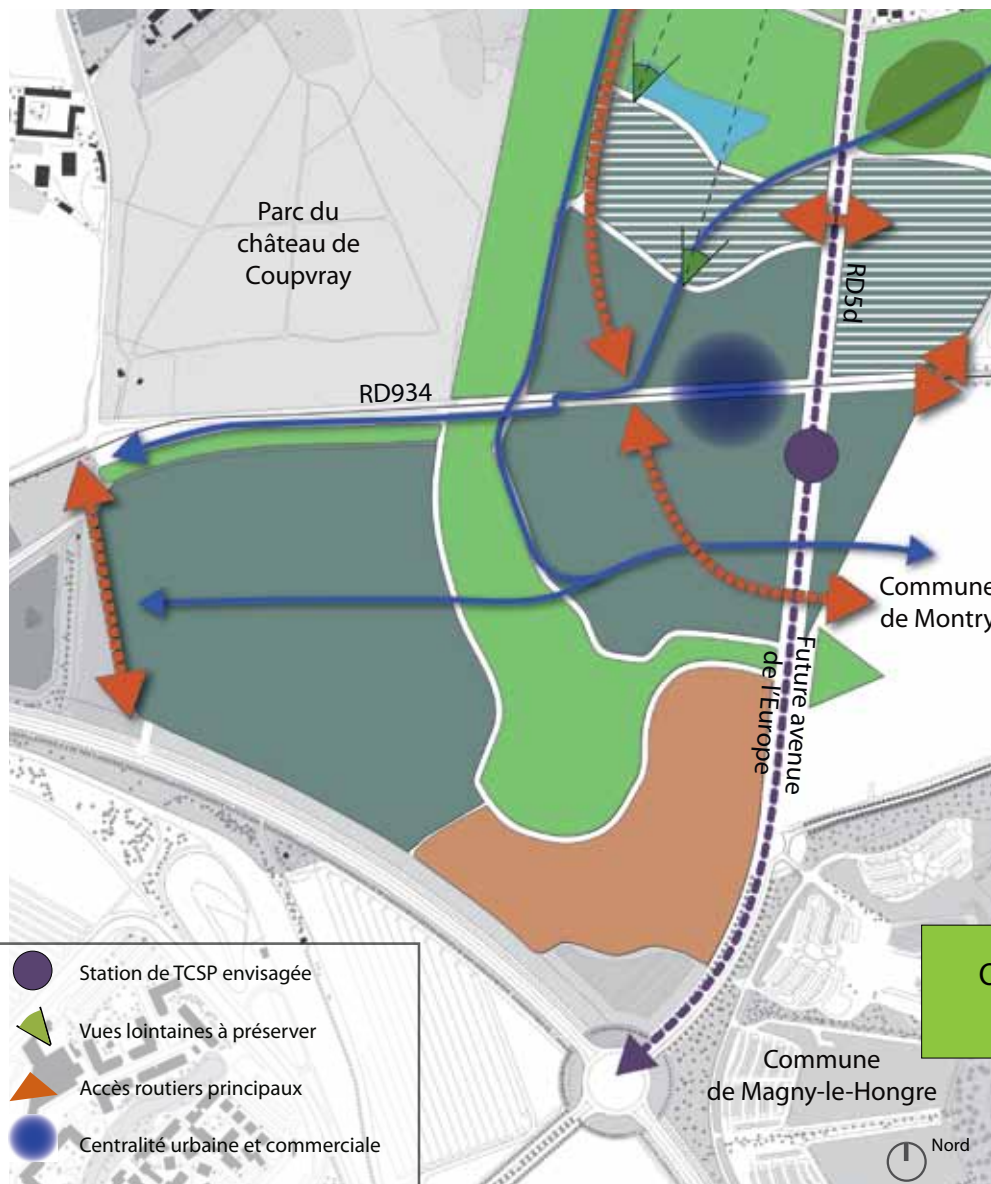 Parc du
château de
Coupvray
RD5d
RD934
Commune
de Montry
Future avenue
de l'Europe
Station de TCSP envisagée
Vues lointaines à préserver
Accès routiers principaux
Centralité urbaine et commerciale
Commune
de Magny-le-Hongre
Nord